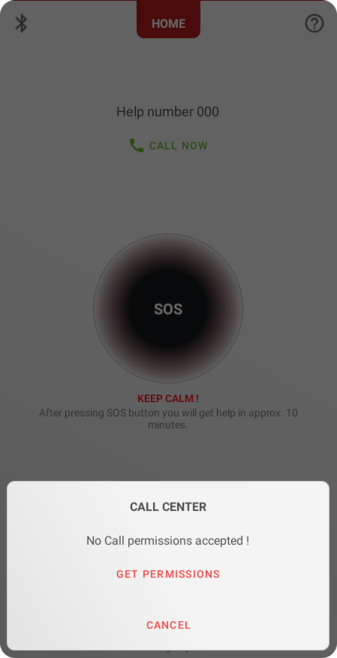 HOME
Help number 000
CALL NOW
SOS
KEEP CALM !
After pressing SOS button you will get help in approx. 10
minutes.
CALL CENTER
No Call permissions accepted !
GET PERMISSIONS
CANCEL